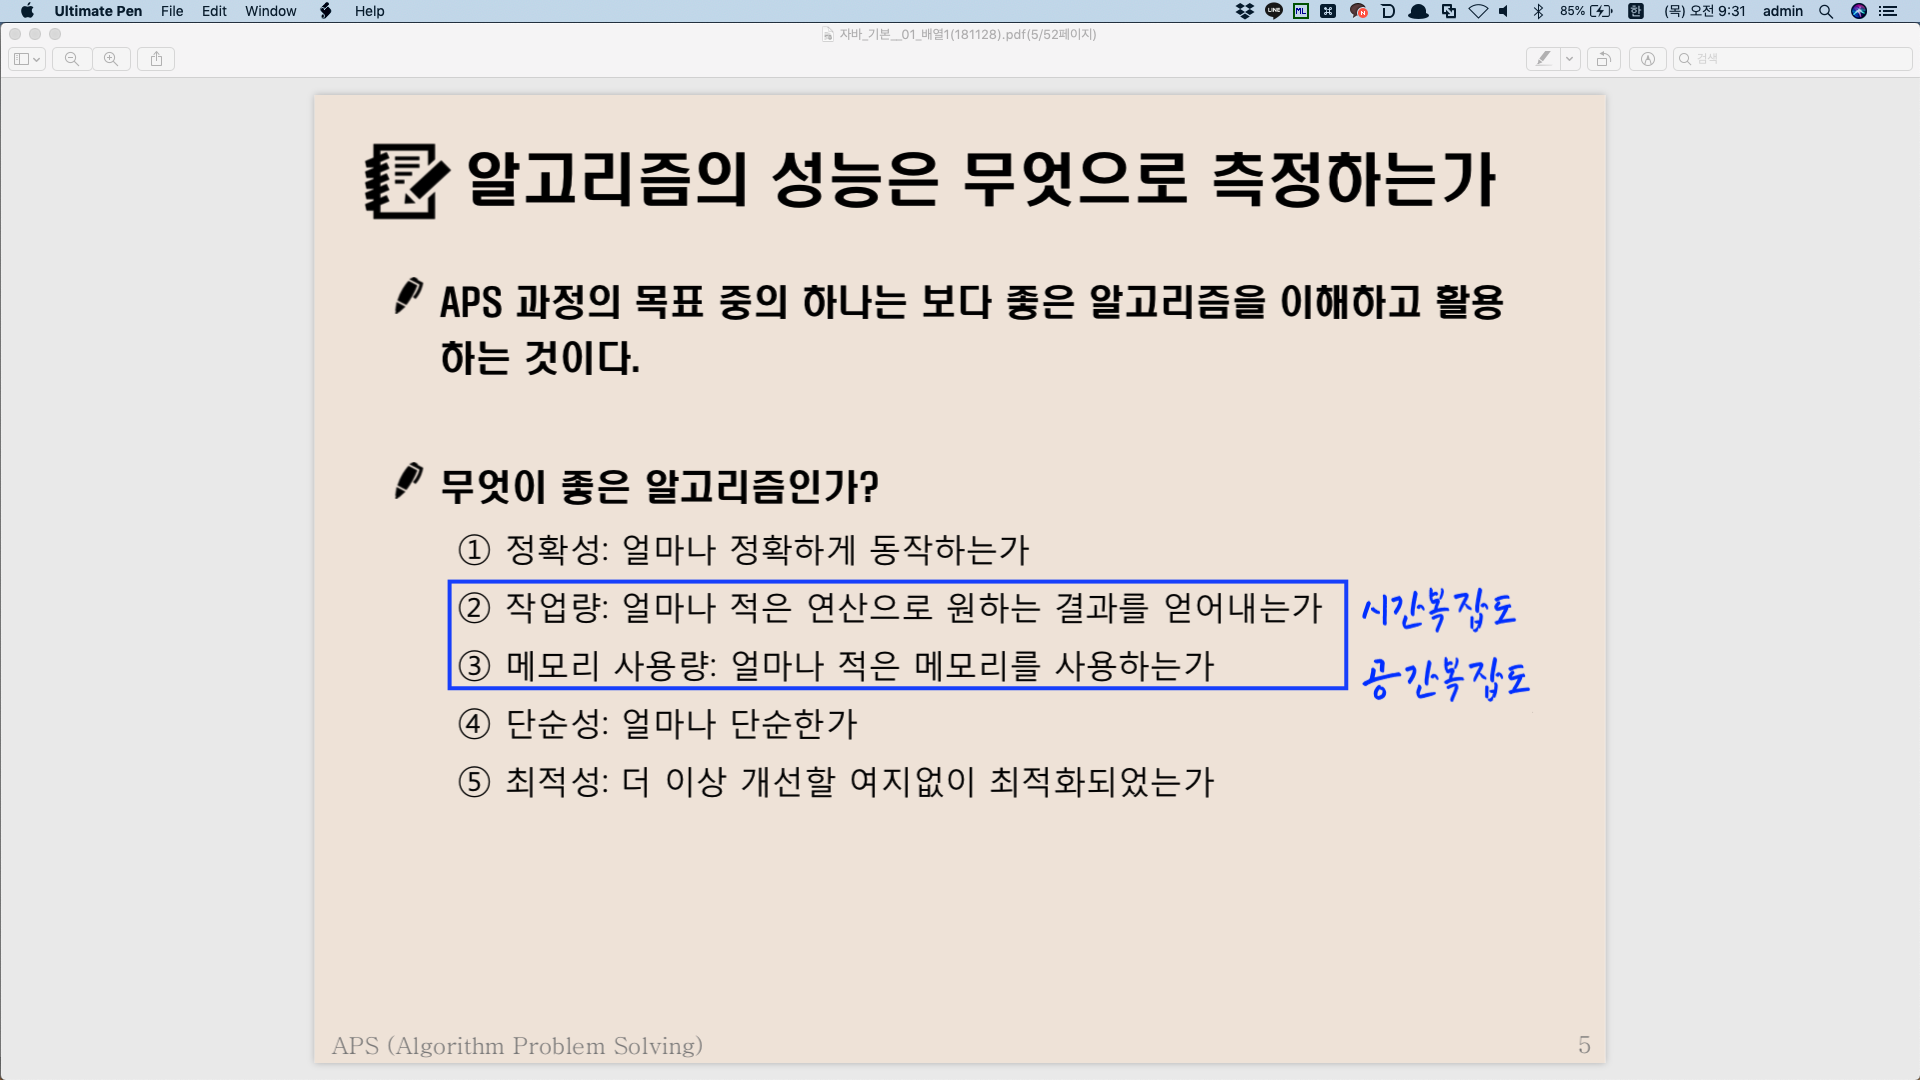 Ultimate Pen File Edit Window Help 85% 한 (목) 오전 9:31 admin
자바_기본__01_배열1(181128).pdf(5/52페이지)
검색
알고리즘의 성능은 무엇으로 측정하는가
APS 과정의 목표 중의 하나는 보다 좋은 알고리즘을 이해하고 활용
하는 것이다.
무엇이 좋은 알고리즘인가?
① 정확성: 얼마나 정확하게 동작하는가
② 작업량: 얼마나 적은 연산으로 원하는 결과를 얻어내는가 시간복잡도
③ 메모리 사용량: 얼마나 적은 메모리를 사용하는가 공간복잡도
④ 단순성: 얼마나 단순한가
⑤ 최적성: 더 이상 개선할 여지없이 최적화되었는가
APS (Algorithm Problem Solving) 5